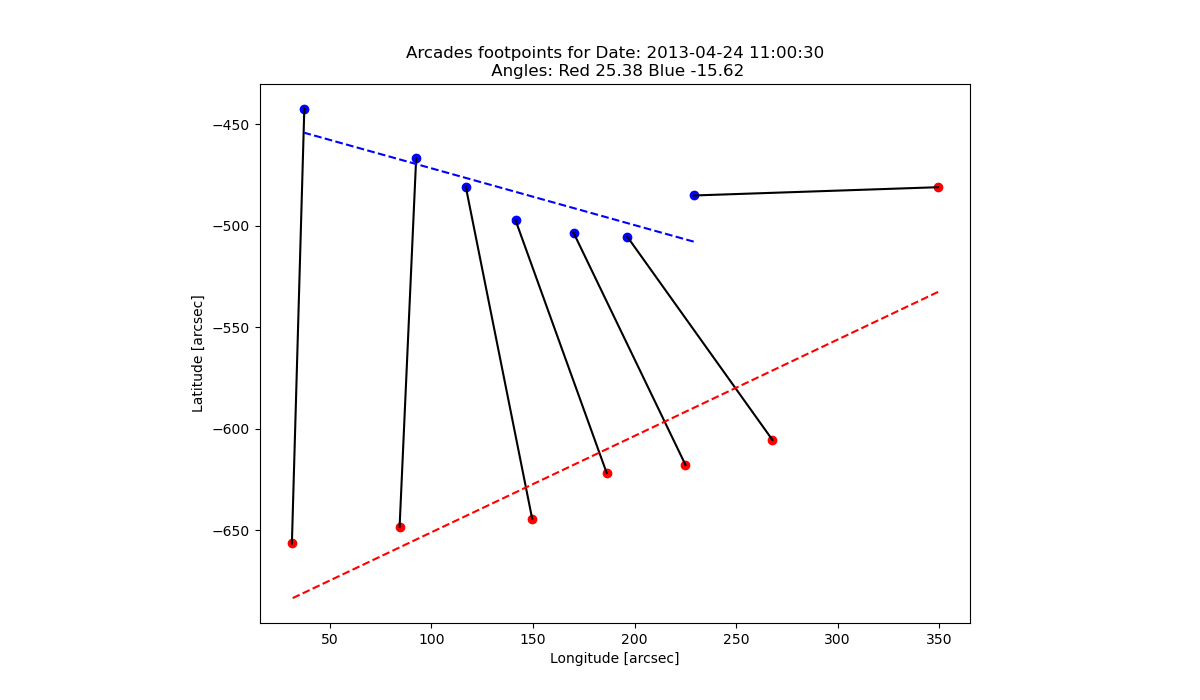 Arcades footpoints for Date: 2013-04-24 11:00:30
Angles: Red 25.38 Blue -15.62
−450
−500
−550
−600
−650
Latitude [arcsec]
50 100 150 200 250 300 350
Longitude [arcsec]